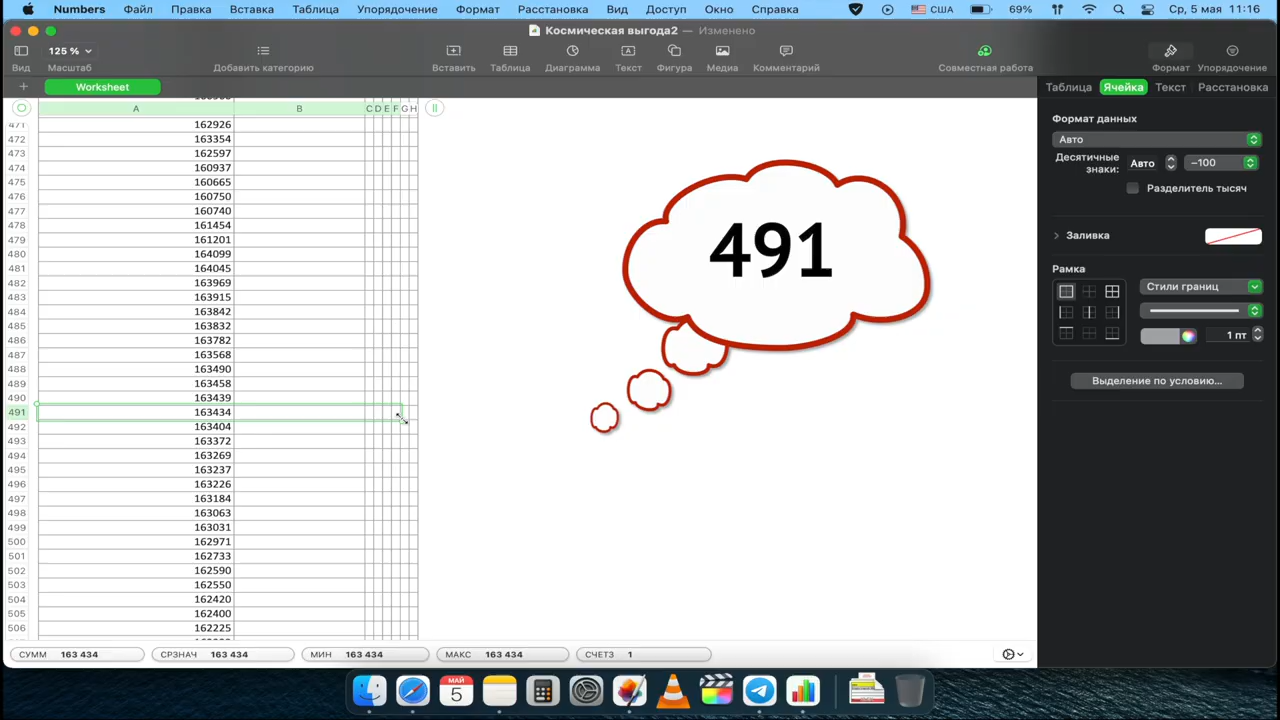 Numbers Файл Правка Вставка Таблица Упорядочение Формат Расстановка Вид Доступ Окно Справка США 69% Ср, 5 мая 11:16
Космическая выгода2 — Изменено
125 %
Вид Масштаб Добавить категорию Вставить Таблица Диаграмма Текст Фигура Медиа Комментарий Совместная работа Формат Упорядочение
Worksheet
Таблица Ячейка Текст Расстановка
A B C D E F G H
471 162926
472 163354
473 162597
474 160937
475 160665
476 160750
477 160740
478 161454
479 161201
480 164099
481 164045
482 163969
483 163915
484 163842
485 163832
486 163782
487 163568
488 163490
489 163458
490 163439
491 163434
492 163404
493 163372
494 163269
495 163237
496 163226
497 163184
498 163063
499 163031
500 162971
501 162733
502 162590
503 162550
504 162420
505 162400
506 162225
491
Формат данных
Авто
Десятичные знаки:
Авто
−100
Разделитель тысяч
Заливка
Рамка
Стили границ
1 пт
Выделение по условию...
СУММ 163 434 СРЗНАЧ 163 434 МИН 163 434 МАКС 163 434 СЧЕТЗ 1
МАЙ
5